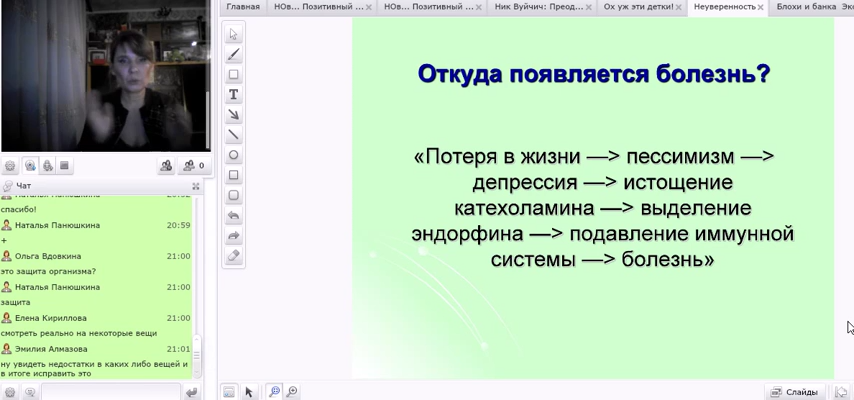 Главная
НОв... Позитивный ...
НОв... Позитивный ...
Ник Вуйчич: Преод...
Ох уж эти детки!
Неуверенность
Блохи и банка
Эк
0
Чат
спасибо!
Наталья Панюшкина 20:59
+
Ольга Вдовкина 21:00
это защита организма?
Наталья Панюшкина 21:00
защита
Елена Кириллова 21:00
смотреть реально на некоторые вещи
Эмилия Алмазова 21:01
ну увидеть недостатки в каких либо вещей и
в итоге исправить это
T
Откуда появляется болезнь?
«Потеря в жизни —> пессимизм —>
депрессия —> истощение
катехоламина —> выделение
эндорфина —> подавление иммунной
системы —> болезнь»
Слайды